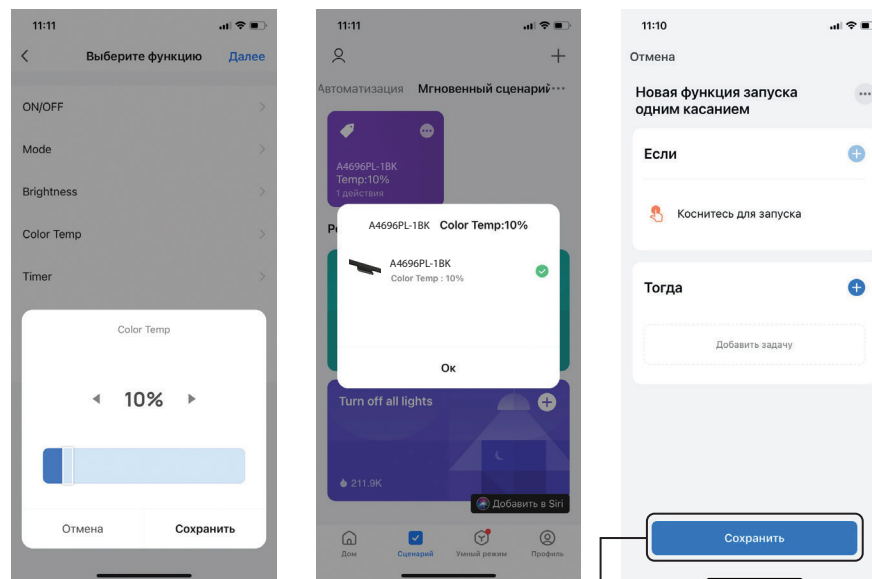 11:11
Выберите функцию
Далее
ON/OFF
Mode
Brightness
Color Temp
Timer
Color Temp
10%
Отмена
Сохранить
11:11
Автоматизация
Мгновенный сценарий
A4696PL-1BK
Temp:10%
1 действия
A4696PL-1BK Color Temp:10%
A4696PL-1BK
Color Temp : 10%
Ок
Turn off all lights
211.9K
Добавить в Siri
Дом
Сценарий
Умный режим
Профиль
11:10
Отмена
Новая функция запуска
одним касанием
Если
Коснитесь для запуска
Тогда
Добавить задачу
Сохранить